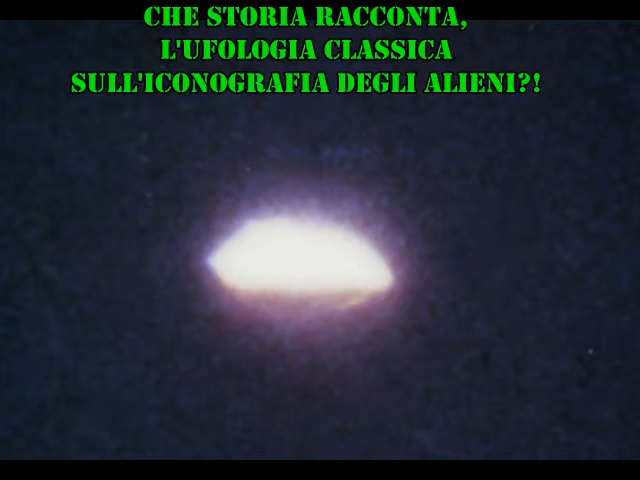 CHE STORIA RACCONTA,
L'UFOLOGIA CLASSICA
SULL'ICONOGRAFIA DEGLI ALIENI?!